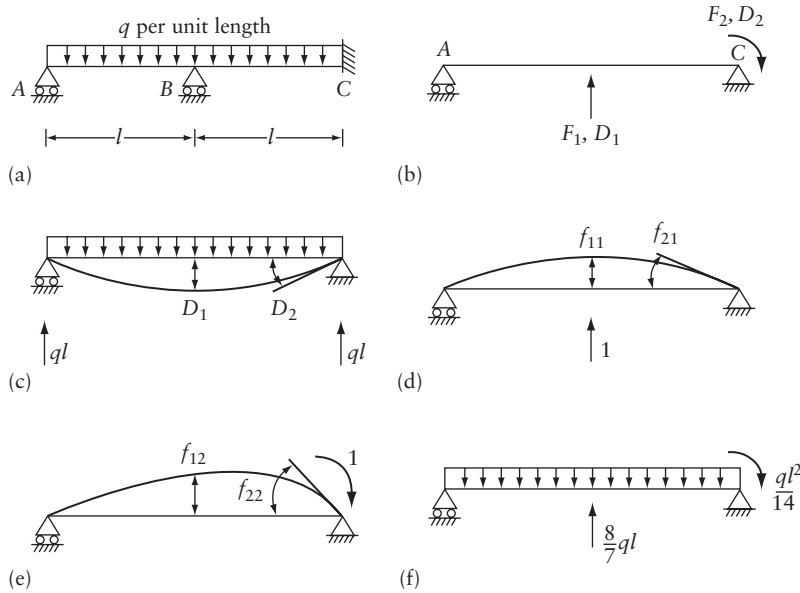 q per unit length
A B C
l l
(a)
F₂, D₂
A C
F₁, D₁
(b)
D₁ D₂
ql ql
(c)
f₁₁ f₂₁
1
(d)
f₁₂ f₂₂ 1
(e)
ql²/14
8/7 ql
(f)